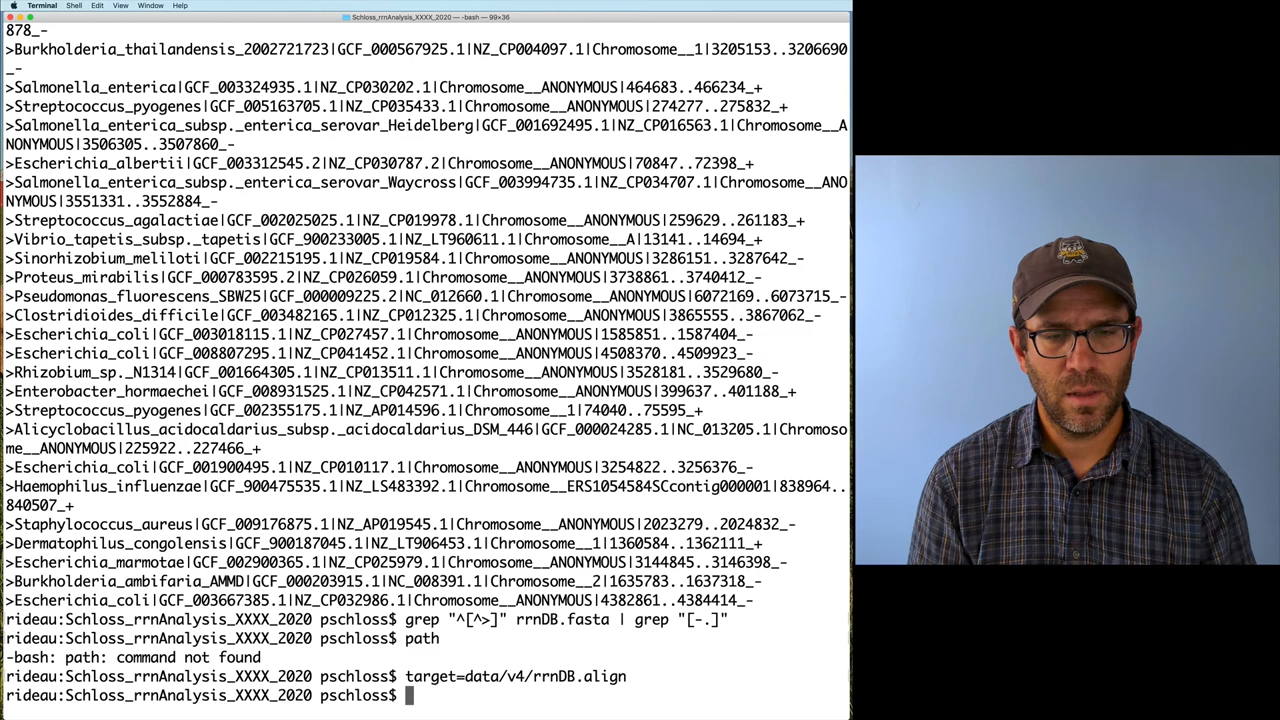 Terminal Shell Edit View Window Help
Schloss_rrnAnalysis_XXXX_2020 — -bash — 99×36
878_-
>Burkholderia_thailandensis_2002721723|GCF_000567925.1|NZ_CP004097.1|Chromosome__1|3205153..3206690
_-
>Salmonella_enterica|GCF_003324935.1|NZ_CP030202.1|Chromosome__ANONYMOUS|464683..466234_+
>Streptococcus_pyogenes|GCF_005163705.1|NZ_CP035433.1|Chromosome__ANONYMOUS|274277..275832_+
>Salmonella_enterica_subsp._enterica_serovar_Heidelberg|GCF_001692495.1|NZ_CP016563.1|Chromosome__A
NONYMOUS|3506305..3507860_-
>Escherichia_albertii|GCF_003312545.2|NZ_CP030787.2|Chromosome__ANONYMOUS|70847..72398_+
>Salmonella_enterica_subsp._enterica_serovar_Waycross|GCF_003994735.1|NZ_CP034707.1|Chromosome__ANO
NYMOUS|3551331..3552884_-
>Streptococcus_agalactiae|GCF_002025025.1|NZ_CP019978.1|Chromosome__ANONYMOUS|259629..261183_+
>Vibrio_tapetis_subsp._tapetis|GCF_900233005.1|NZ_LT960611.1|Chromosome__A|13141..14694_+
>Sinorhizobium_meliloti|GCF_002215195.1|NZ_CP019584.1|Chromosome__ANONYMOUS|3286151..3287642_-
>Proteus_mirabilis|GCF_000783595.2|NZ_CP026059.1|Chromosome__ANONYMOUS|3738861..3740412_-
>Pseudomonas_fluorescens_SBW25|GCF_000009225.2|NC_012660.1|Chromosome__ANONYMOUS|6072169..6073715_-
>Clostridioides_difficile|GCF_003482165.1|NZ_CP012325.1|Chromosome__ANONYMOUS|3865555..3867062_-
>Escherichia_coli|GCF_003018115.1|NZ_CP027457.1|Chromosome__ANONYMOUS|1585851..1587404_-
>Escherichia_coli|GCF_008807295.1|NZ_CP041452.1|Chromosome__ANONYMOUS|4508370..4509923_-
>Rhizobium_sp._N1314|GCF_001664305.1|NZ_CP013511.1|Chromosome__ANONYMOUS|3528181..3529680_-
>Enterobacter_hormaechei|GCF_008931525.1|NZ_CP042571.1|Chromosome__ANONYMOUS|399637..401188_+
>Streptococcus_pyogenes|GCF_002355175.1|NZ_AP014596.1|Chromosome__1|74040..75595_+
>Alicyclobacillus_acidocaldarius_subsp._acidocaldarius_DSM_446|GCF_000024285.1|NC_013205.1|Chromoso
me__ANONYMOUS|225922..227466_+
>Escherichia_coli|GCF_001900495.1|NZ_CP010117.1|Chromosome__ANONYMOUS|3254822..3256376_-
>Haemophilus_influenzae|GCF_900475535.1|NZ_LS483392.1|Chromosome__ERS1054584SCcontig000001|838964..
840507_+
>Staphylococcus_aureus|GCF_009176875.1|NZ_AP019545.1|Chromosome__ANONYMOUS|2023279..2024832_-
>Dermatophilus_congolensis|GCF_900187045.1|NZ_LT906453.1|Chromosome__1|1360584..1362111_+
>Escherichia_marmotae|GCF_002900365.1|NZ_CP025979.1|Chromosome__ANONYMOUS|3144845..3146398_-
>Burkholderia_ambifaria_AMMD|GCF_000203915.1|NC_008391.1|Chromosome__2|1635783..1637318_-
>Escherichia_coli|GCF_003667385.1|NZ_CP032986.1|Chromosome__ANONYMOUS|4382861..4384414_-
rideau:Schloss_rrnAnalysis_XXXX_2020 pschloss$ grep "^[^>]" rrnDB.fasta | grep "[-.]"
rideau:Schloss_rrnAnalysis_XXXX_2020 pschloss$ path
-bash: path: command not found
rideau:Schloss_rrnAnalysis_XXXX_2020 pschloss$ target=data/v4/rrnDB.align
rideau:Schloss_rrnAnalysis_XXXX_2020 pschloss$